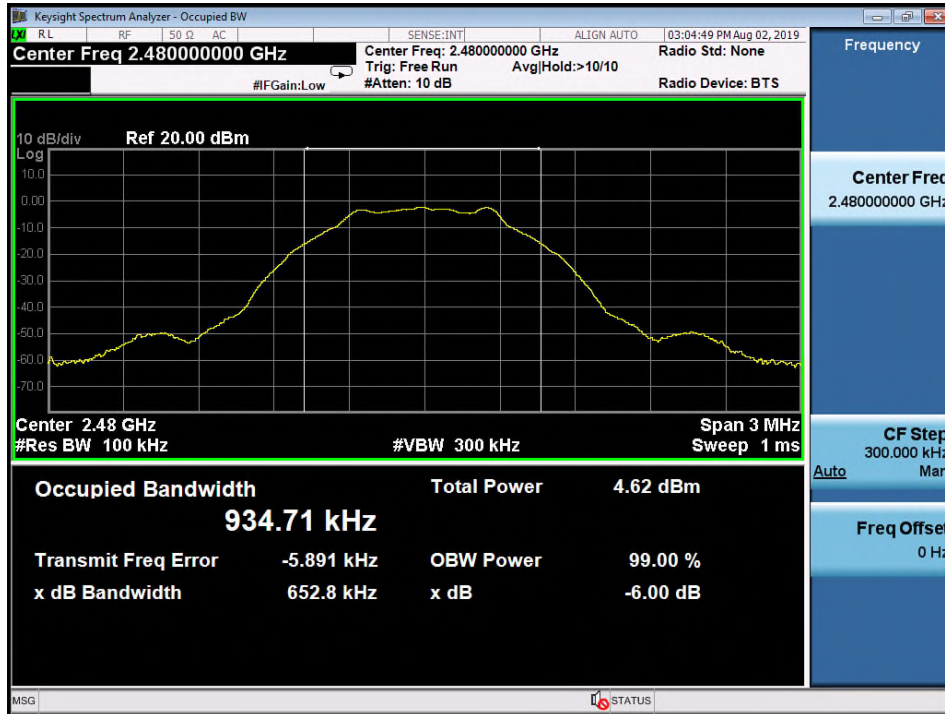 Keysight Spectrum Analyzer - Occupied BW
LXI RL RF 50 Ω AC SENSE:INT ALIGN AUTO 03:04:49 PM Aug 02, 2019
Center Freq 2.480000000 GHz
Center Freq: 2.480000000 GHz
Radio Std: None
Trig: Free Run Avg|Hold:>10/10
#IFGain:Low
#Atten: 10 dB
Radio Device: BTS
Frequency
10 dB/div Ref 20.00 dBm
Log
10.0
0.00
-10.0
-20.0
-30.0
-40.0
-50.0
-60.0
-70.0
Center 2.48 GHz Span 3 MHz
#Res BW 100 kHz #VBW 300 kHz Sweep 1 ms
Occupied Bandwidth Total Power 4.62 dBm
934.71 kHz
Transmit Freq Error -5.891 kHz OBW Power 99.00 %
x dB Bandwidth 652.8 kHz x dB -6.00 dB
Center Freq
2.480000000 GHz
CF Step
300.000 kHz
Auto Man
Freq Offset
0 Hz
MSG STATUS